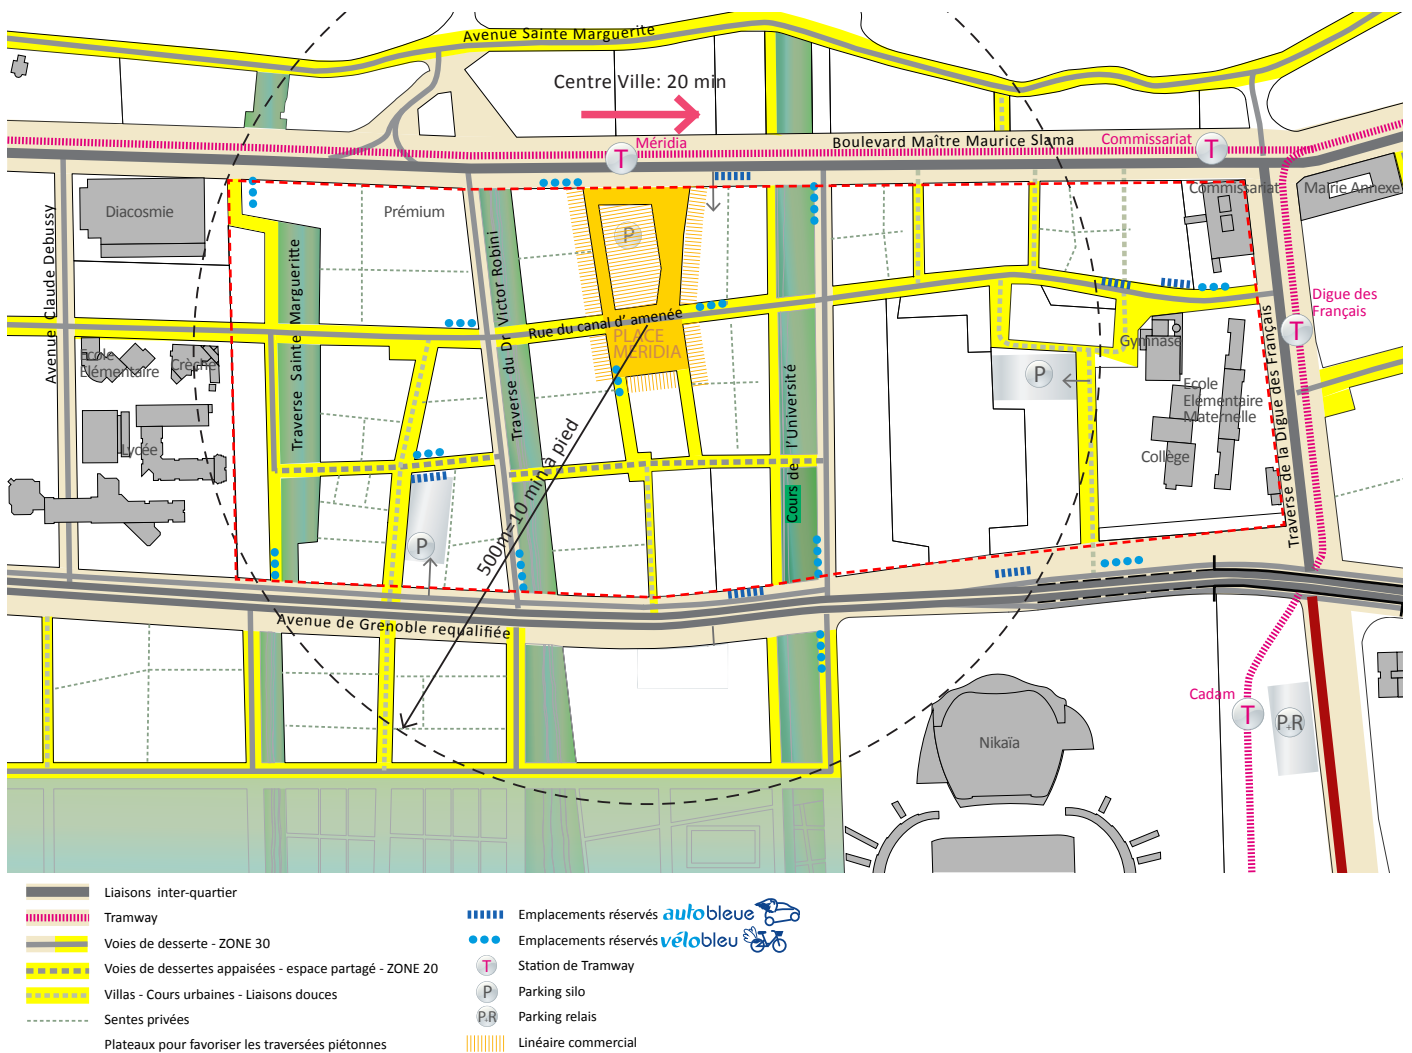 Avenue Sainte Marguerite
Centre Ville: 20 min
Méridia
T
Boulevard Maître Maurice Slama
Commissariat
T
Diacosmie
Prémium
Commissariat
Mairie Annexe
P
Avenue Claude Debussy
Traverse Sainte Margueritte
Traverse du Dr Victor Robini
Rue du canal d' amenée
PLACE
MERIDIA
Digue des
Français
T
Ecole
Elémentaire
Crèche
Gymnase
P
Ecole
Elémentaire
Maternelle
Lycée
Collège
Cours de l'Université
Traverse de la Digue des Français
P
500m=10 min à pied
Avenue de Grenoble requalifiée
Cadam
T
P+R
Nikaïa
Liaisons inter-quartier
Tramway
Voies de desserte - ZONE 30
Voies de dessertes appaisées - espace partagé - ZONE 20
Villas - Cours urbaines - Liaisons douces
Sentes privées
Plateaux pour favoriser les traversées piétonnes
Emplacements réservés autobleue
Emplacements réservés vélobleu
T Station de Tramway
P Parking silo
P+R Parking relais
Linéaire commercial